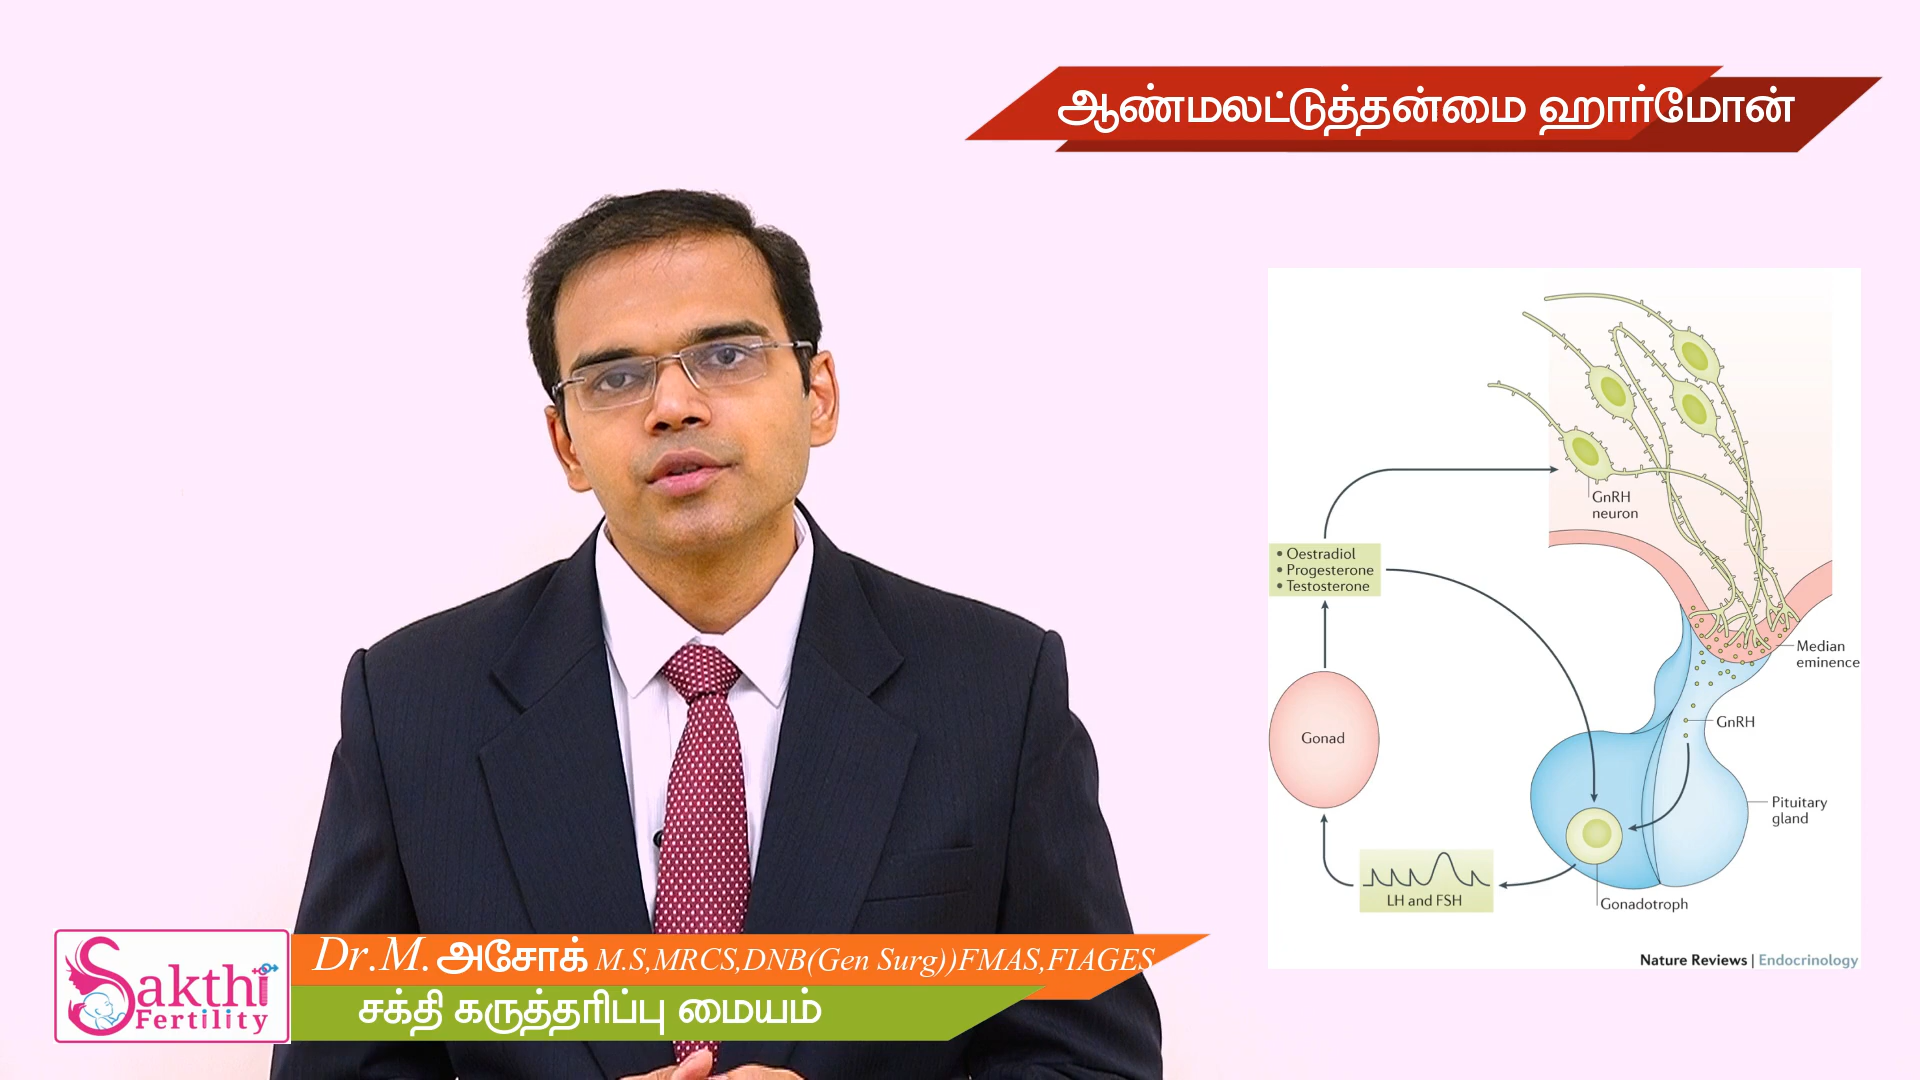 ஆண்மலட்டுத்தன்மை ஹார்மோன்
GnRH
neuron
• Oestradiol
• Progesterone
• Testosterone
Median
eminence
GnRH
Gonad
Pituitary
gland
LH and FSH
Gonadotroph
Nature Reviews | Endocrinology
Dr.M.அசோக் M.S,MRCS,DNB(Gen Surg))FMAS,FIAGES
சக்தி கருத்தரிப்பு மையம்
Sakthi
Fertility